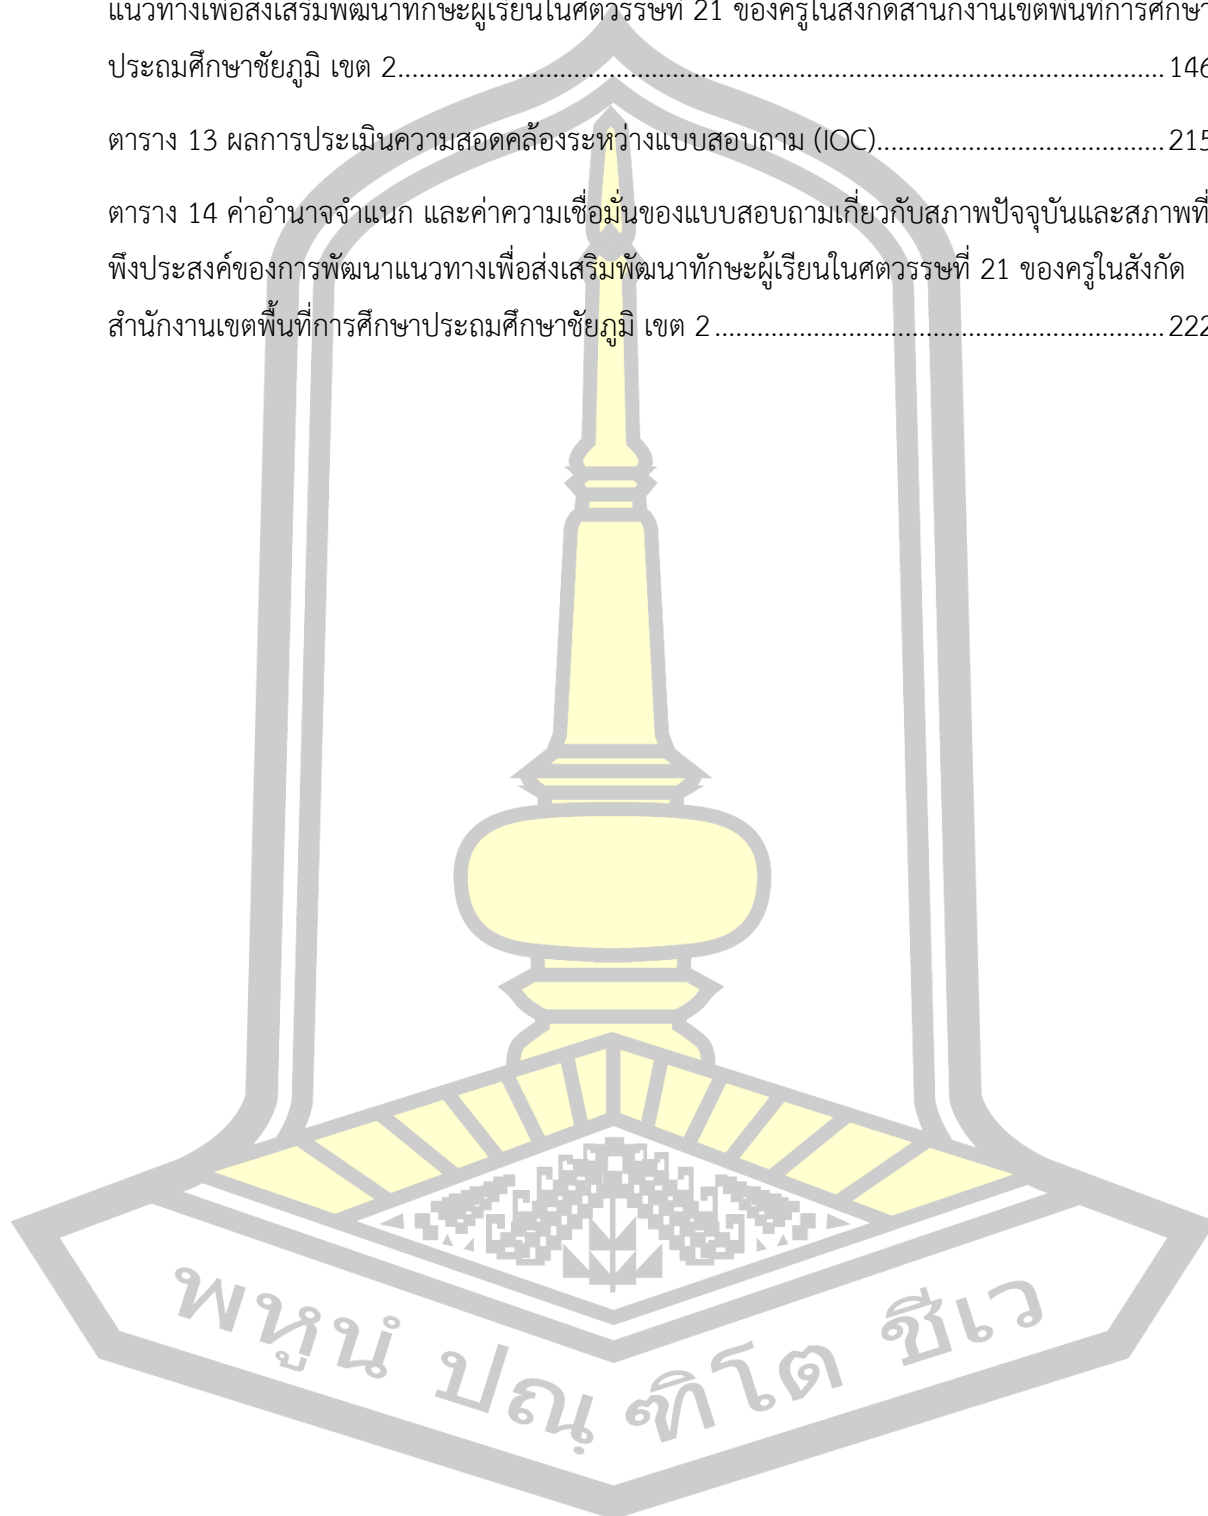 แนวทางเพื่อส่งเสริมพัฒนาทักษะผู้เรียนในศตวรรษที่ 21 ของครูในสังกัดสำนักงานเขตพื้นที่การศึกษา
ประถมศึกษาชัยภูมิ เขต 2.......................................................................................... 146
ตาราง 13 ผลการประเมินความสอดคล้องระหว่างแบบสอบถาม (IOC).................................. 215
ตาราง 14 ค่าอำนาจจำแนก และค่าความเชื่อมั่นของแบบสอบถามเกี่ยวกับสภาพปัจจุบันและสภาพที่
พึงประสงค์ของการพัฒนาแนวทางเพื่อส่งเสริมพัฒนาทักษะผู้เรียนในศตวรรษที่ 21 ของครูในสังกัด
สำนักงานเขตพื้นที่การศึกษาประถมศึกษาชัยภูมิ เขต 2..................................................... 222
พหูนํ ปณฺฑิโต ชีเว